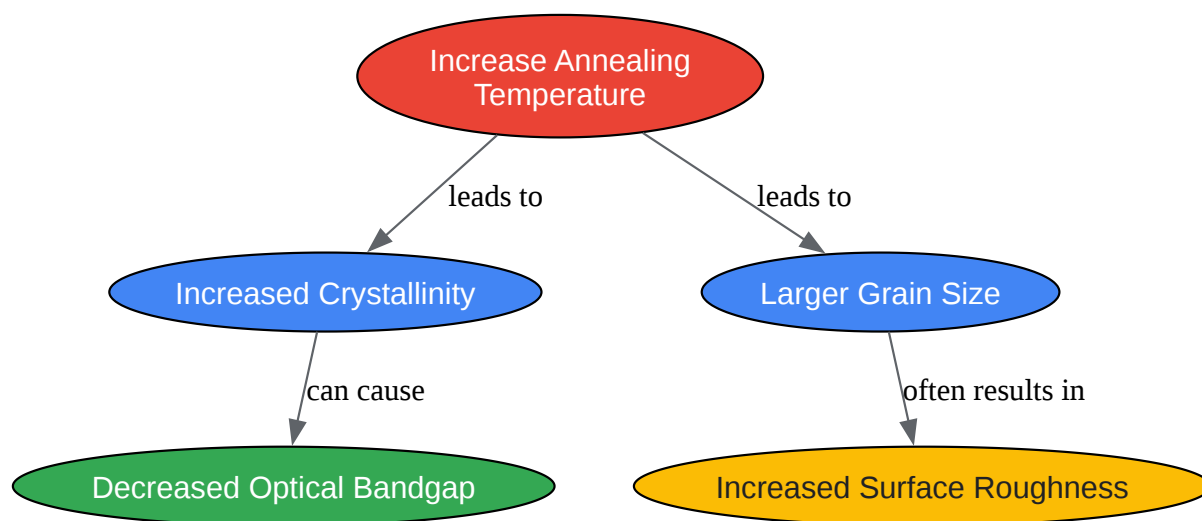 Increase Annealing
Temperature
leads to
leads to
Increased Crystallinity
Larger Grain Size
can cause
often results in
Decreased Optical Bandgap
Increased Surface Roughness